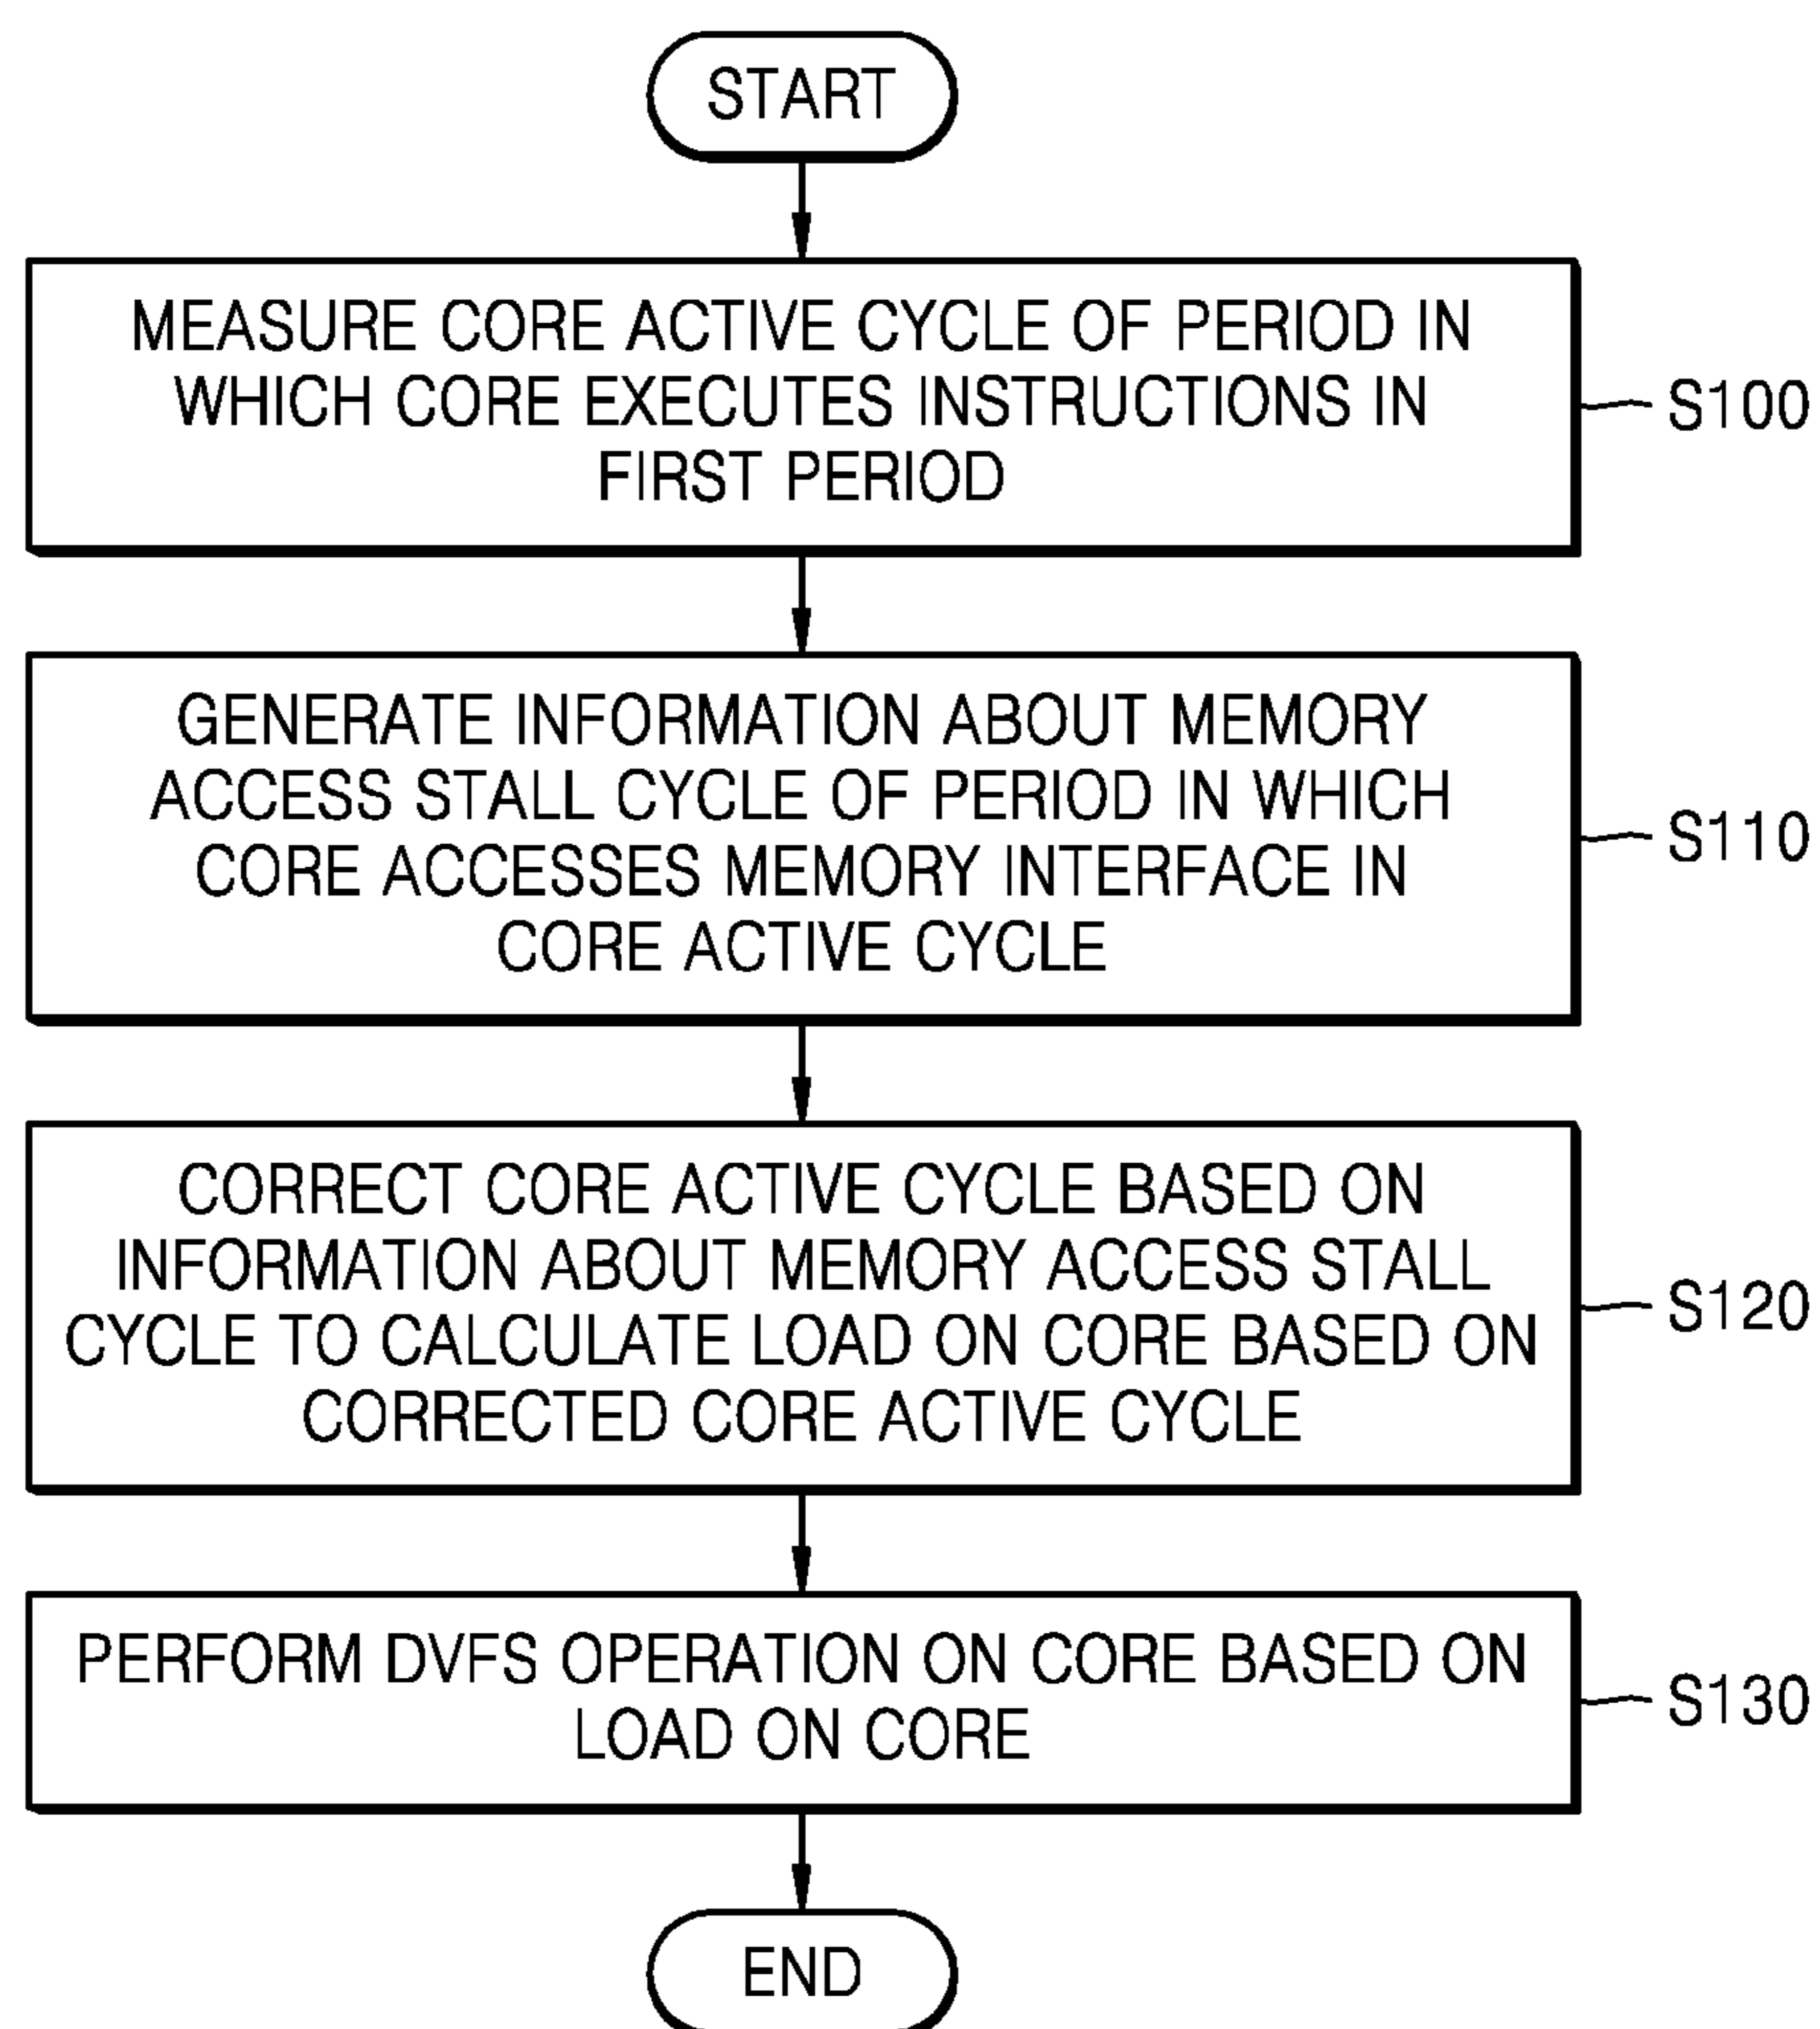 START
MEASURE CORE ACTIVE CYCLE OF PERIOD IN
WHICH CORE EXECUTES INSTRUCTIONS IN
FIRST PERIOD
S100
GENERATE INFORMATION ABOUT MEMORY
ACCESS STALL CYCLE OF PERIOD IN WHICH
CORE ACCESSES MEMORY INTERFACE IN
CORE ACTIVE CYCLE
S110
CORRECT CORE ACTIVE CYCLE BASED ON
INFORMATION ABOUT MEMORY ACCESS STALL
CYCLE TO CALCULATE LOAD ON CORE BASED ON
CORRECTED CORE ACTIVE CYCLE
S120
PERFORM DVFS OPERATION ON CORE BASED ON
LOAD ON CORE
S130
END